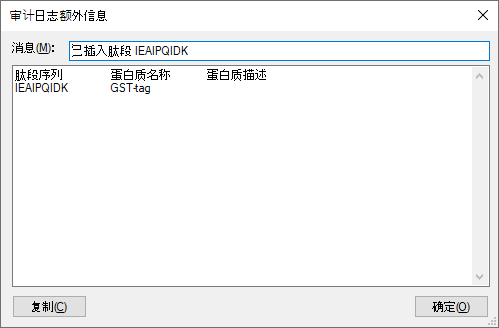 审计日志额外信息
消息(M):
已插入肽段 IEAIPQIDK
肽段序列 蛋白质名称 蛋白质描述
IEAIPQIDK GST-tag
复制(C) 确定(O)